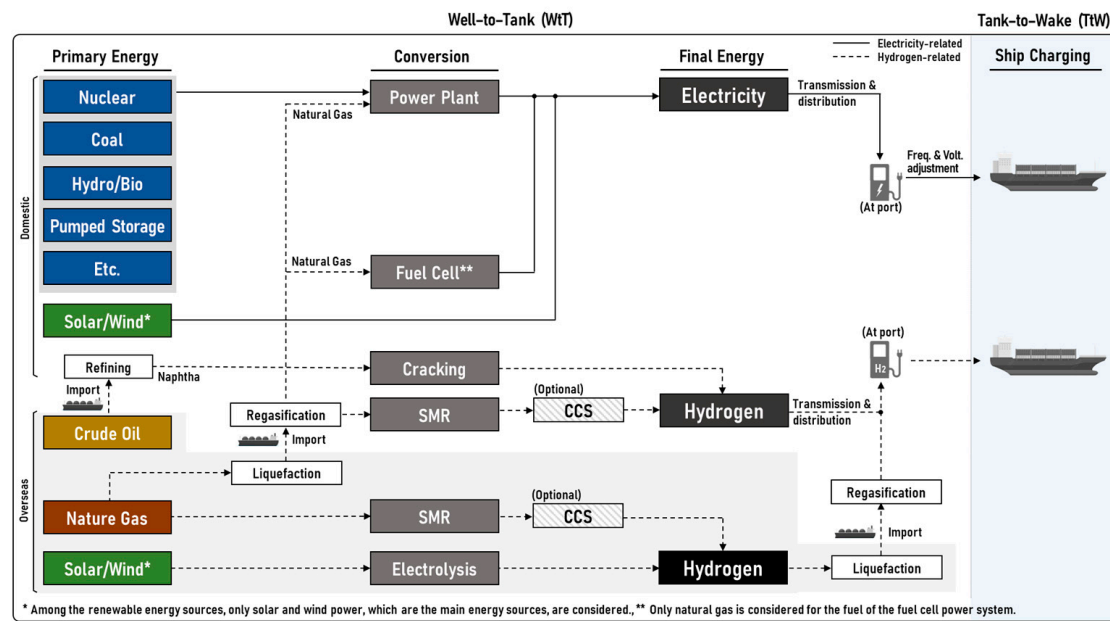 Well-to-Tank (WtT)
Tank-to-Wake (TtW)
Primary Energy
Conversion
Final Energy
Electricity-related
Hydrogen-related
Ship Charging
Domestic
Nuclear
Coal
Hydro/Bio
Pumped Storage
Etc.
Solar/Wind*
Natural Gas
Power Plant
Natural Gas
Fuel Cell**
Electricity
Transmission &
distribution
(At port)
Freq. & Volt.
adjustment
Refining
Naphtha
Import
Cracking
(At port)
H2
Overseas
Crude Oil
Regasification
Import
SMR
(Optional)
CCS
Hydrogen
Transmission &
distribution
Liquefaction
Nature Gas
SMR
(Optional)
CCS
Regasification
Import
Solar/Wind*
Electrolysis
Hydrogen
Liquefaction
* Among the renewable energy sources, only solar and wind power, which are the main energy sources, are considered., ** Only natural gas is considered for the fuel of the fuel cell power system.